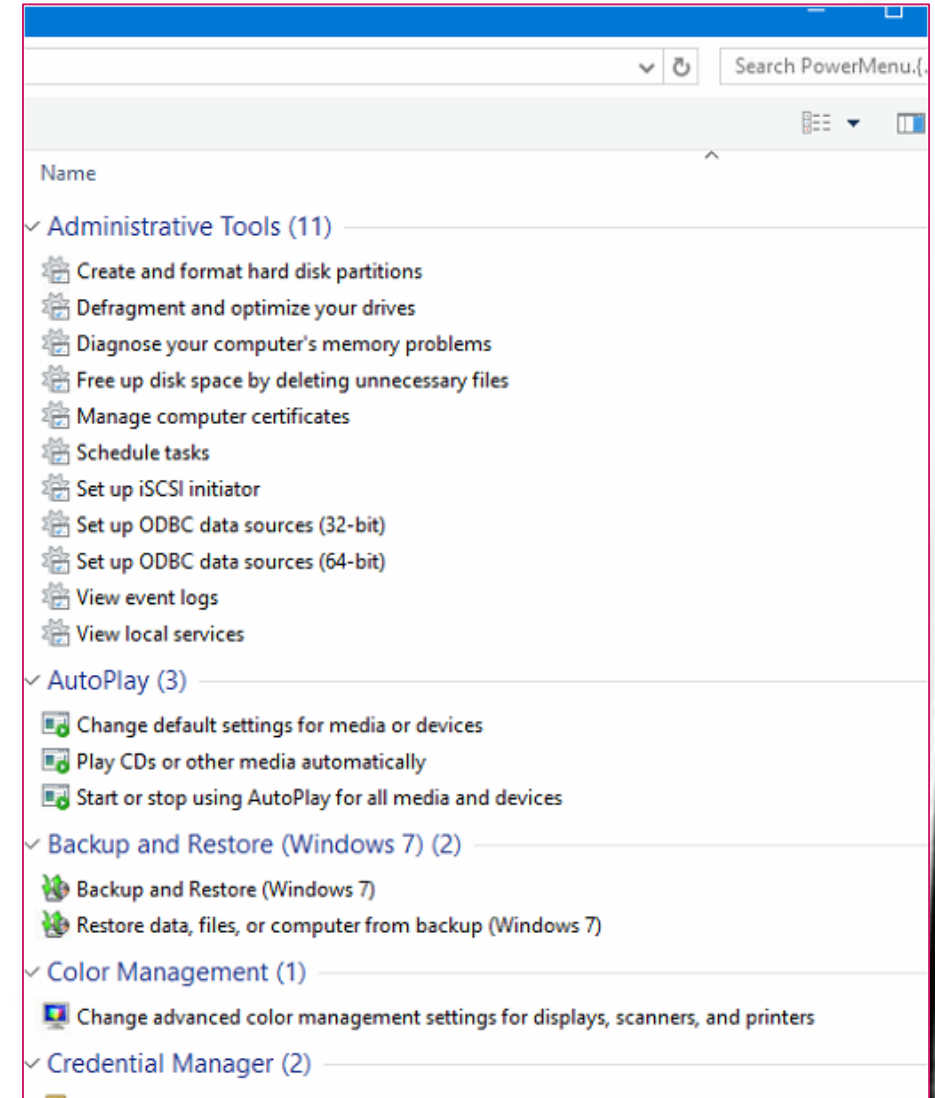 Search PowerMenu.{.
Name
Administrative Tools (11)
Create and format hard disk partitions
Defragment and optimize your drives
Diagnose your computer's memory problems
Free up disk space by deleting unnecessary files
Manage computer certificates
Schedule tasks
Set up iSCSI initiator
Set up ODBC data sources (32-bit)
Set up ODBC data sources (64-bit)
View event logs
View local services
AutoPlay (3)
Change default settings for media or devices
Play CDs or other media automatically
Start or stop using AutoPlay for all media and devices
Backup and Restore (Windows 7) (2)
Backup and Restore (Windows 7)
Restore data, files, or computer from backup (Windows 7)
Color Management (1)
Change advanced color management settings for displays, scanners, and printers
Credential Manager (2)